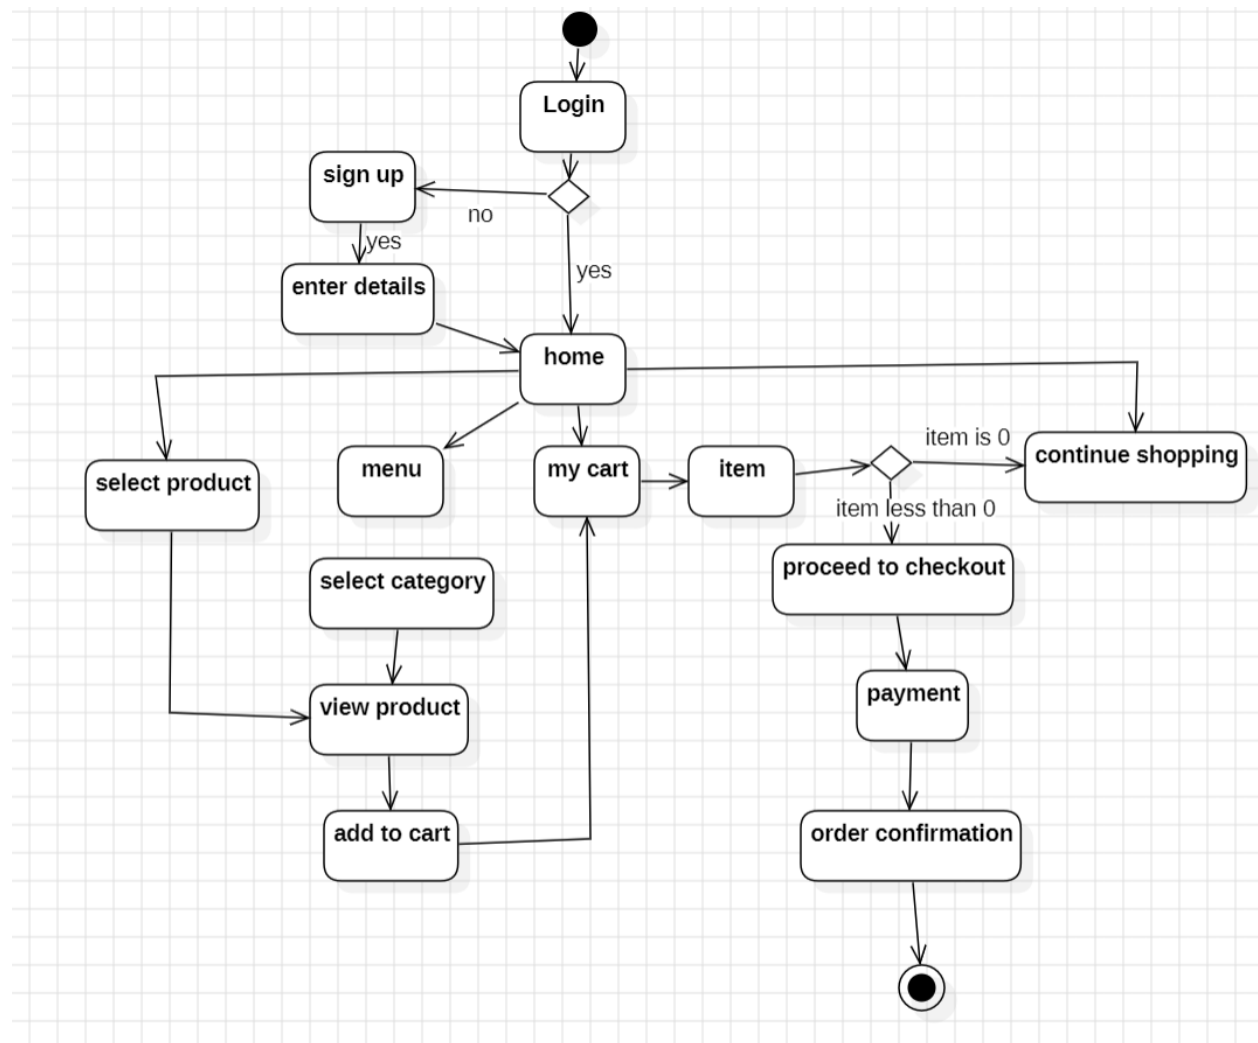 Login
sign up
no
yes
yes
enter details
home
item is 0
continue shopping
menu
my cart
item
select product
item less than 0
proceed to checkout
select category
payment
view product
add to cart
order confirmation